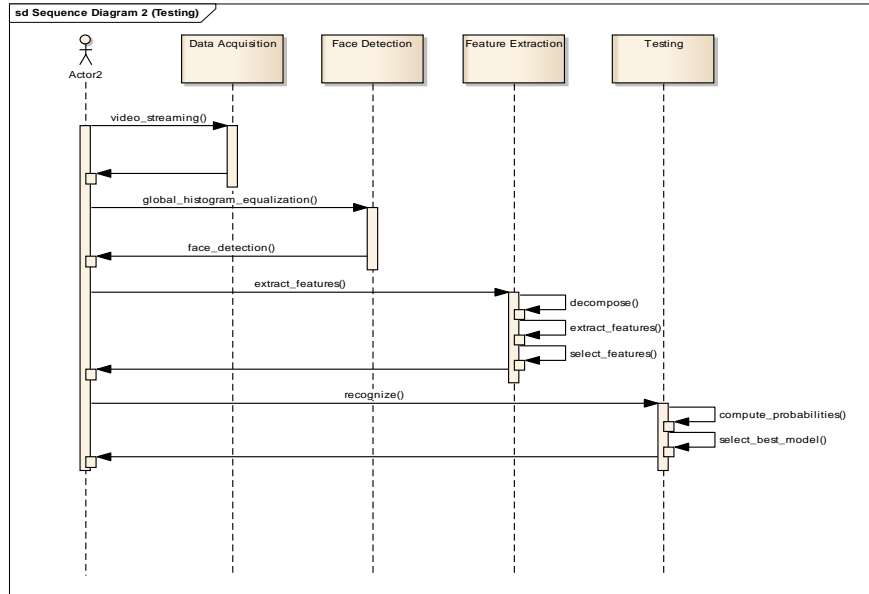 sd Sequence Diagram 2 (Testing)
Actor2
Data Acquisition
Face Detection
Feature Extraction
Testing
video_streaming()
global_histogram_equalization()
face_detection()
extract_features()
decompose()
extract_features()
select_features()
recognize()
compute_probabilities()
select_best_model()